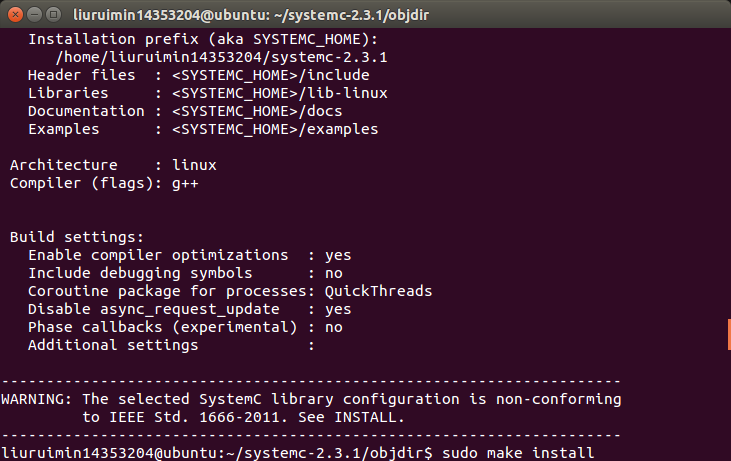 liuruimin14353204@ubuntu: ~/systemc-2.3.1/objdir
Installation prefix (aka SYSTEMC_HOME):
/home/liuruimin14353204/systemc-2.3.1
Header files  : <SYSTEMC_HOME>/include
Libraries     : <SYSTEMC_HOME>/lib-linux
Documentation : <SYSTEMC_HOME>/docs
Examples      : <SYSTEMC_HOME>/examples
Architecture    : linux
Compiler (flags): g++
Build settings:
Enable compiler optimizations  : yes
Include debugging symbols      : no
Coroutine package for processes: QuickThreads
Disable async_request_update   : yes
Phase callbacks (experimental) : no
Additional settings            :
---------------------------------------------------------------------
WARNING: The selected SystemC library configuration is non-conforming
to IEEE Std. 1666-2011. See INSTALL.
---------------------------------------------------------------------
liuruimin14353204@ubuntu:~/systemc-2.3.1/objdir$ sudo make install